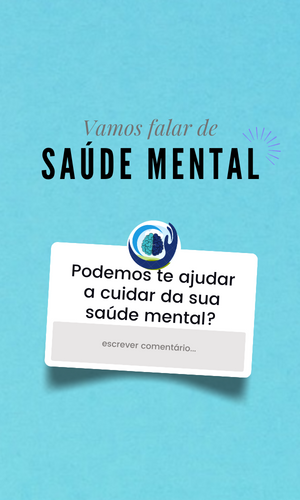 Vamos falar de
SAÚDE MENTAL
Podemos te ajudar
a cuidar da sua
saúde mental?
escrever comentário...